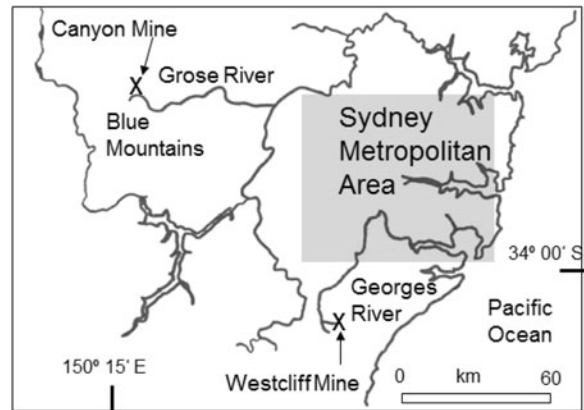 Canyon Mine
X
Grose River
Blue
Mountains
Sydney
Metropolitan
Area
34º 00' S
Georges
River
X
Pacific
Ocean
150º 15' E
Westcliff Mine
0 km 60